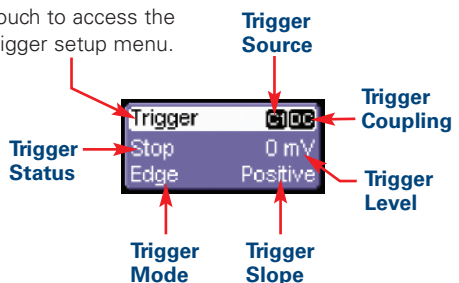 ouch to access the
rigger setup menu.
Trigger
Source
Trigger
Coupling
Trigger C1 DC
Stop 0 mV
Edge Positive
Trigger
Status
Trigger
Level
Trigger
Mode
Trigger
Slope